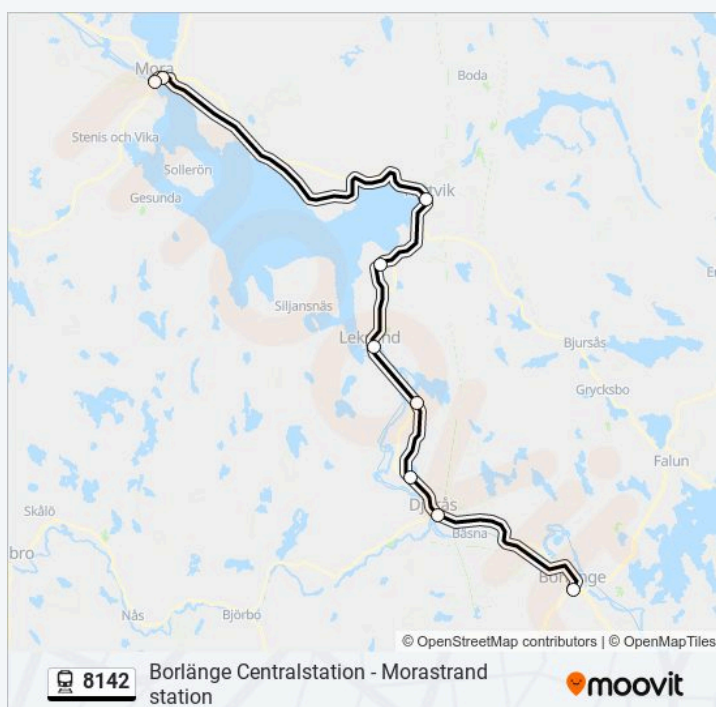 Mora
Boda
Stenis och Vika
Sollerön
Gesunda
tvik
Siljansnäs
Bjursås
Grycksbo
Falun
Skålö
Båsna
bro
Nås
Björbo
© OpenStreetMap contributors | © OpenMapTiles
8142
Borlänge Centralstation - Morastrand
station
moovit